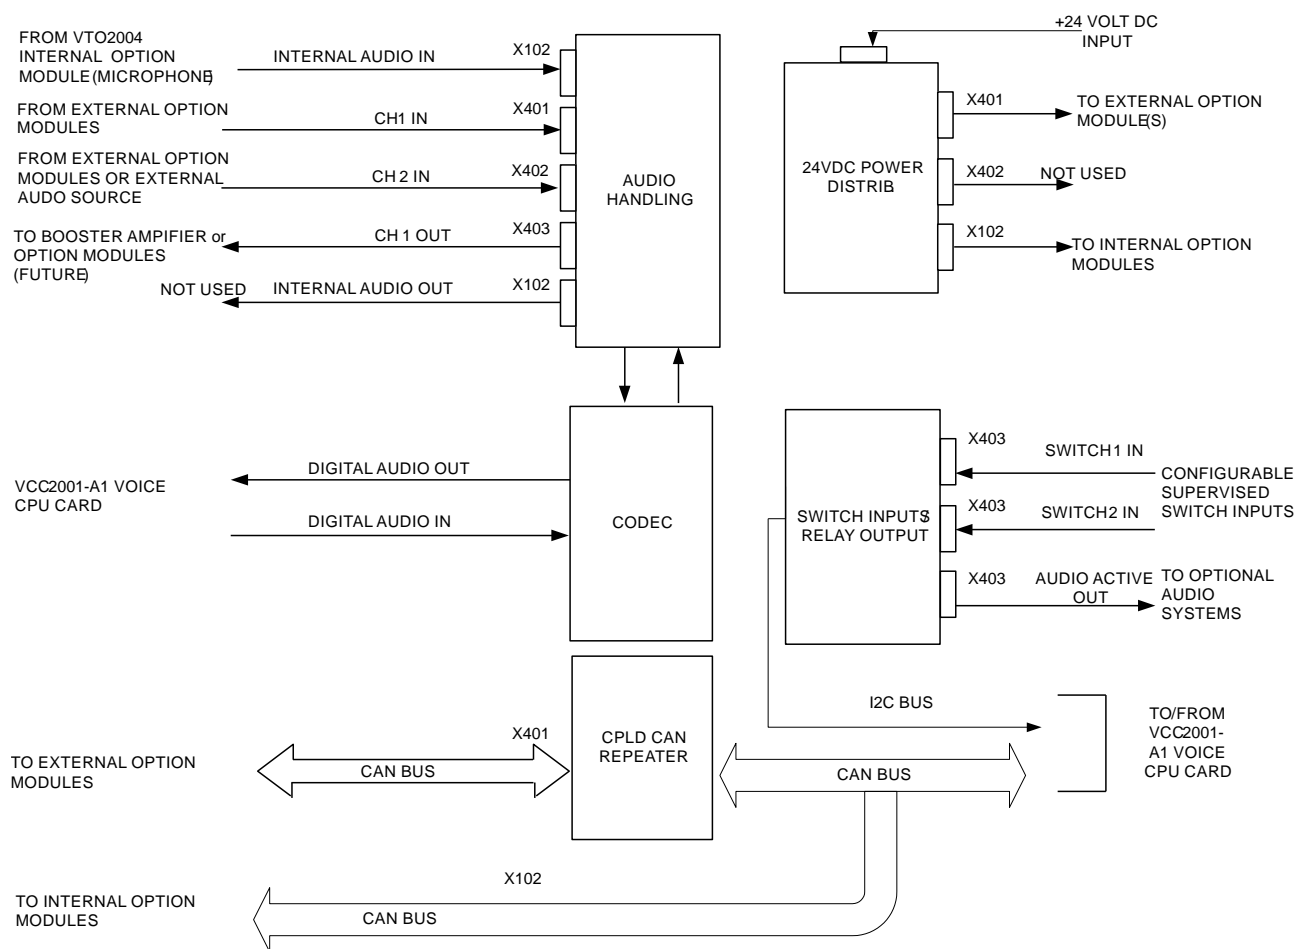 FROM VTO2004
INTERNAL OPTION
MODULE(MICROPHONE)
INTERNAL AUDIO IN
X102
FROM EXTERNAL OPTION
MODULES
CH1 IN
X401
FROM EXTERNAL OPTION
MODULES OR EXTERNAL
AUDO SOURCE
CH 2 IN
X402
TO BOOSTER AMPIFIER or
OPTION MODULES
(FUTURE)
CH 1 OUT
X403
NOT USED
INTERNAL AUDIO OUT
X102
AUDIO
HANDLING
+24 VOLT DC
INPUT
24VDC POWER
DISTRIB.
X401
TO EXTERNAL OPTION
MODULE(S)
X402
NOT USED
X102
TO INTERNAL OPTION
MODULES
VCC2001-A1 VOICE
CPU CARD
DIGITAL AUDIO OUT
DIGITAL AUDIO IN
CODEC
SWITCH INPUTS/
RELAY OUTPUT
X403
SWITCH1 IN
X403
SWITCH2 IN
CONFIGURABLE
SUPERVISED
SWITCH INPUTS
X403
AUDIO ACTIVE
OUT
TO OPTIONAL
AUDIO
SYSTEMS
TO EXTERNAL OPTION
MODULES
X401
CAN BUS
CPLD CAN
REPEATER
I2C BUS
CAN BUS
TO/FROM
VCC2001-
A1 VOICE
CPU CARD
TO INTERNAL OPTION
MODULES
X102
CAN BUS